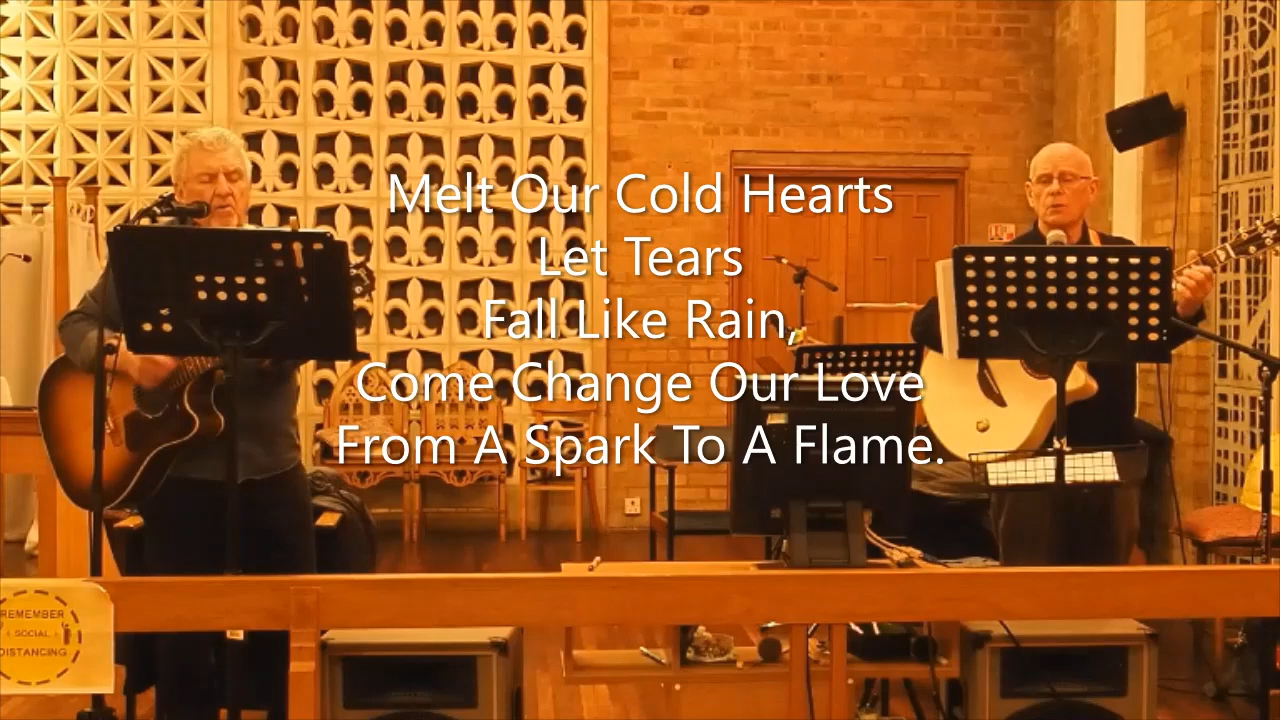 Melt Our Cold Hearts
Let Tears
Fall Like Rain,
Come Change Our Love
From A Spark To A Flame.
REMEMBER
SOCIAL
DISTANCING